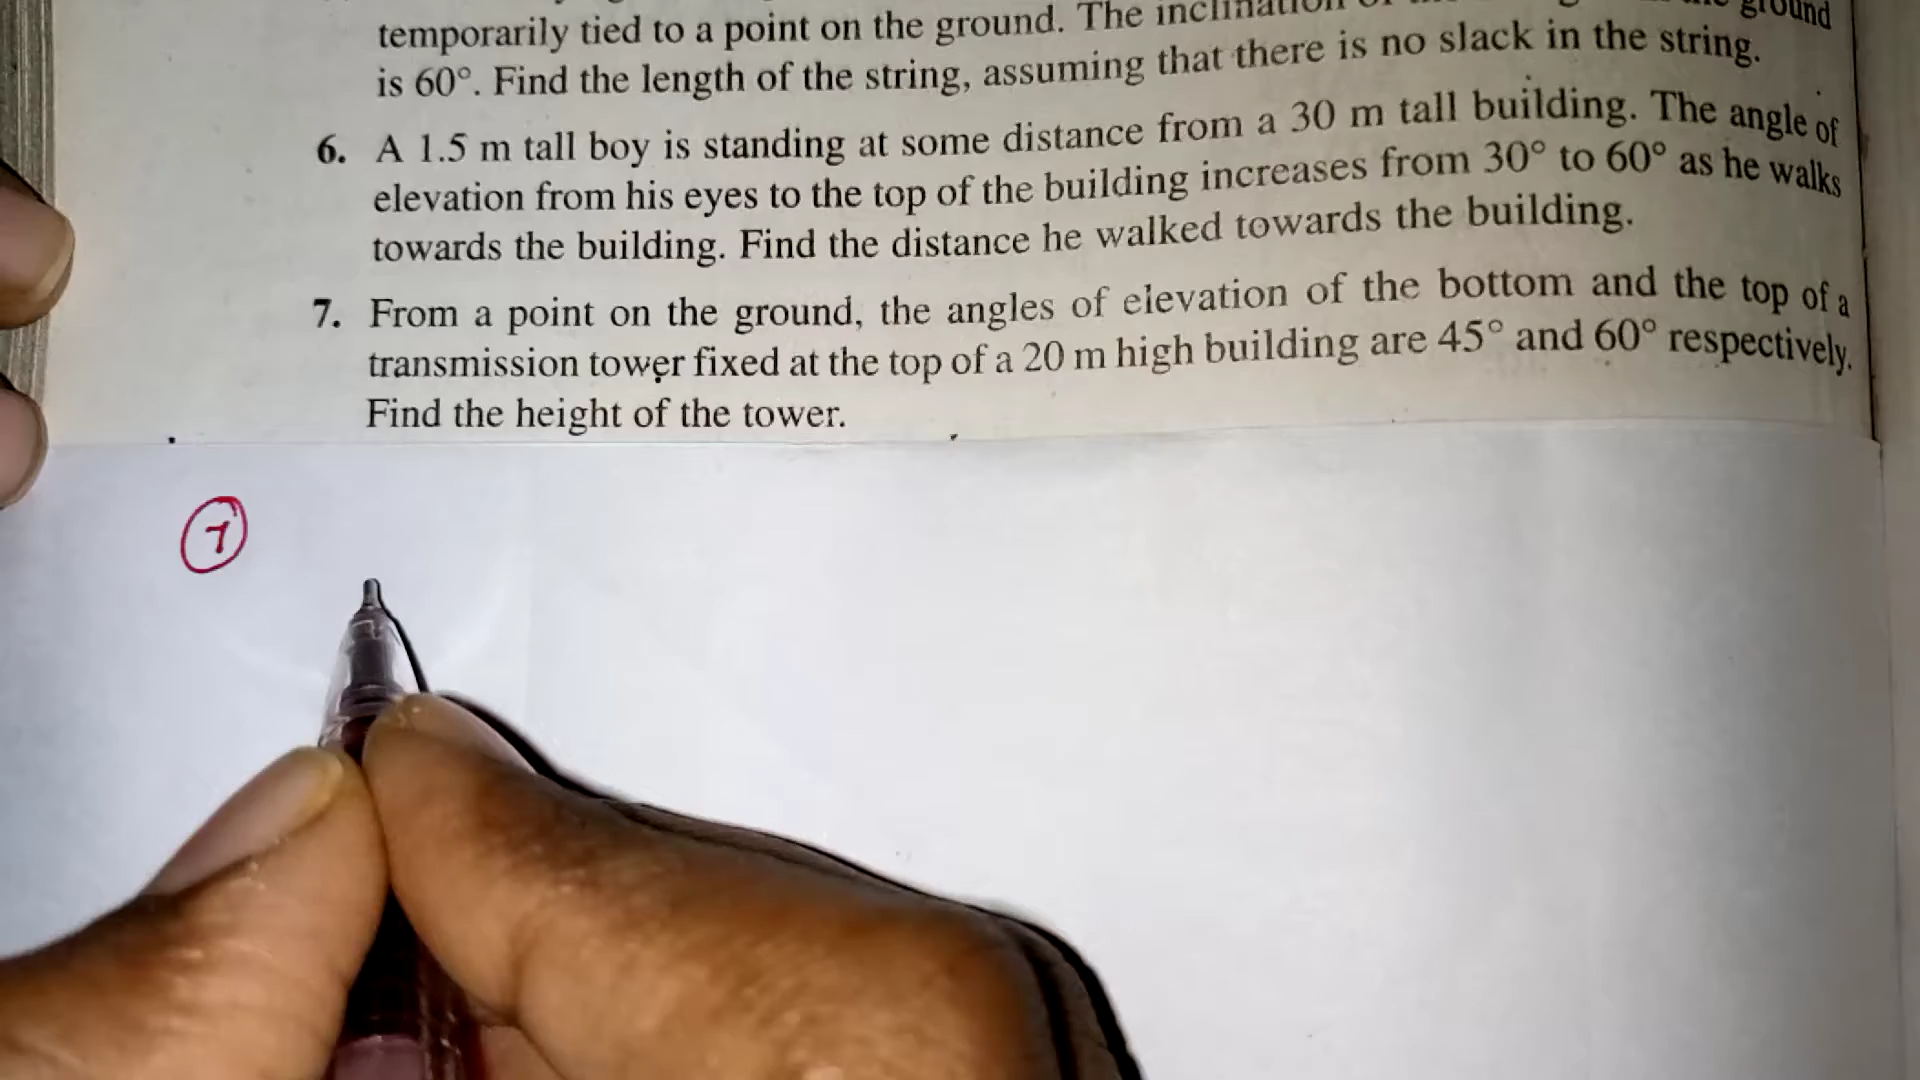 temporarily tied to a point on the ground. The inclination ground
is 60°. Find the length of the string, assuming that there is no slack in the string.
6. A 1.5 m tall boy is standing at some distance from a 30 m tall building. The angle of
elevation from his eyes to the top of the building increases from 30° to 60° as he walks
towards the building. Find the distance he walked towards the building.
7. From a point on the ground, the angles of elevation of the bottom and the top of a
transmission tower fixed at the top of a 20 m high building are 45° and 60° respectively.
Find the height of the tower.
7